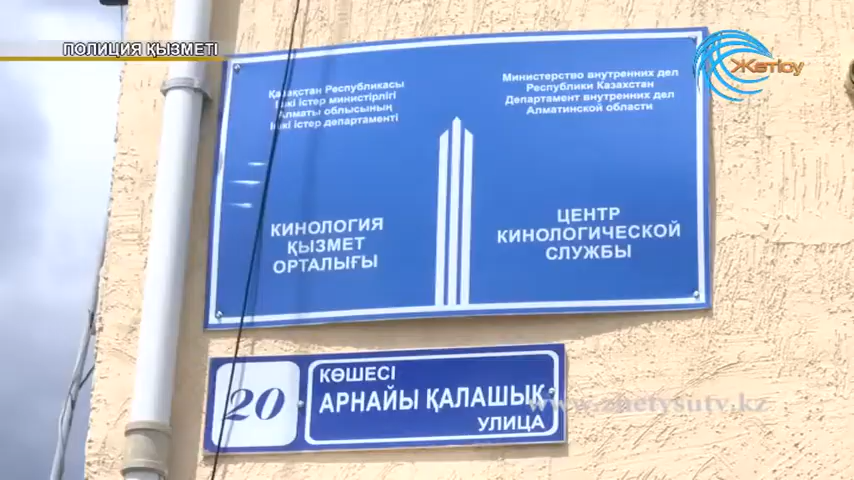 ПОЛИЦИЯ ҚЫЗМЕТІ
Жетісу
Қазақстан Республикасы
Ішкі істер министрлігі
Алматы облысының
Ішкі істер департаменті
КИНОЛОГИЯ
ҚЫЗМЕТ
ОРТАЛЫҒЫ
Министерство внутренних дел
Республики Казахстан
Департамент внутренних дел
Алматинской области
ЦЕНТР
КИНОЛОГИЧЕСКОЙ
СЛУЖБЫ
20
КӨШЕСІ
АРНАЙЫ ҚАЛАШЫҚ
УЛИЦА
www.zhetysutv.kz